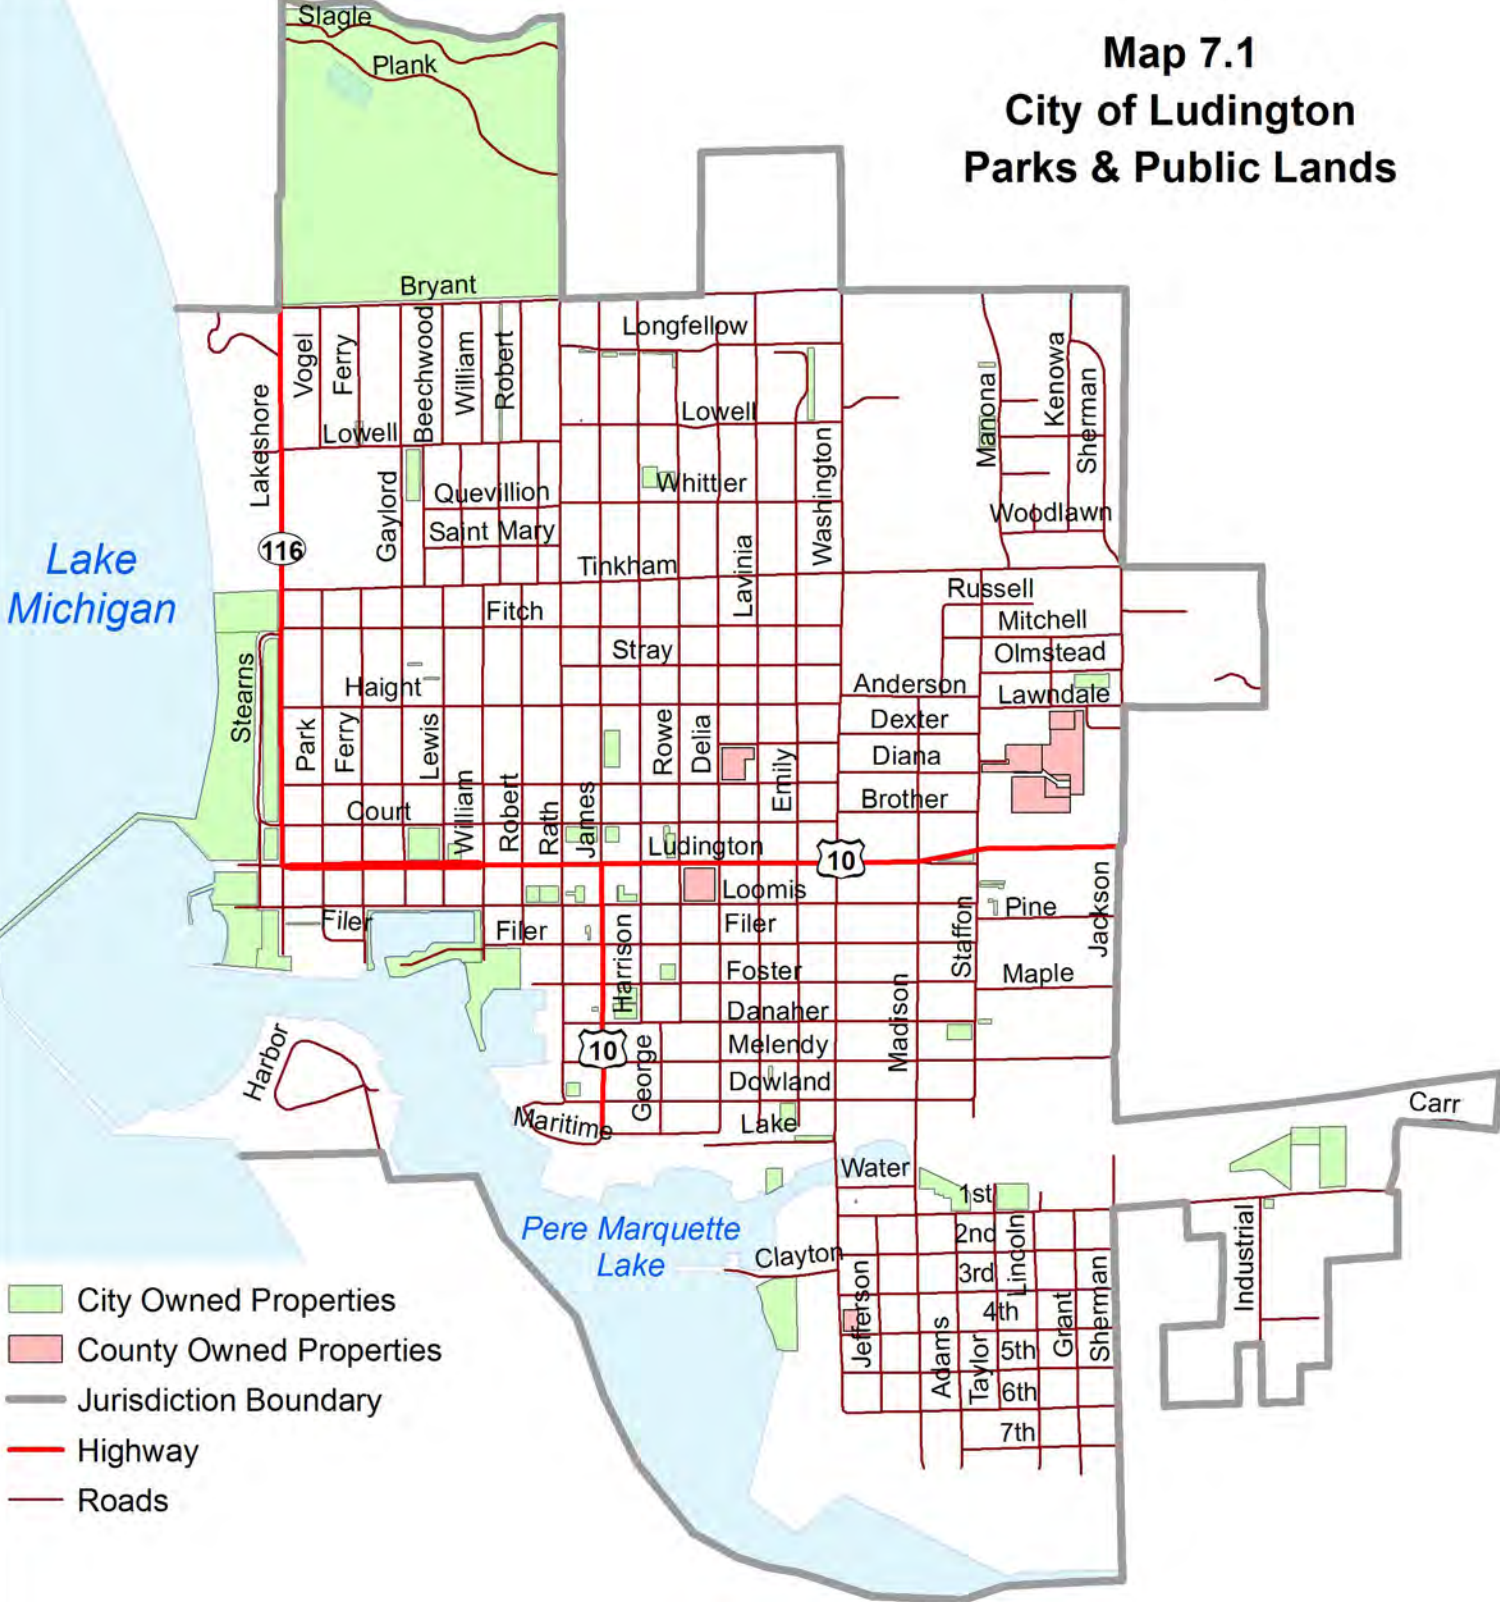 Map 7.1
City of Ludington
Parks & Public Lands
Slagle
Plank
Bryant
Longfellow
Vogel
Ferry
Beechwood
William
Robert
Lakeshore
Lowell
Lowell
Manona
Kenowa
Sherman
Gaylord
Quevillion
Whittier
Washington
Saint Mary
Woodlawn
116
Lake
Michigan
Tinkham
Lavinia
Fitch
Russell
Mitchell
Stray
Olmstead
Stearns
Haight
Anderson
Lawndale
Park
Ferry
Lewis
Rowe
Delia
Dexter
Diana
Emily
William
Robert
Rath
James
Brother
Court
Ludington
10
Loomis
Jackson
Pine
Filer
Filer
Filer
Harrison
Staffon
Foster
Maple
Danaher
Madison
10
Melendy
George
Harbor
Dowland
Maritime
Lake
Carr
Water
1st
Pere Marquette
Lake
2nd
Lincoln
Clayton
3rd
Industrial
Jefferson
4th
Grant
Sherman
Adams
Taylor
5th
6th
7th
City Owned Properties
County Owned Properties
Jurisdiction Boundary
Highway
Roads